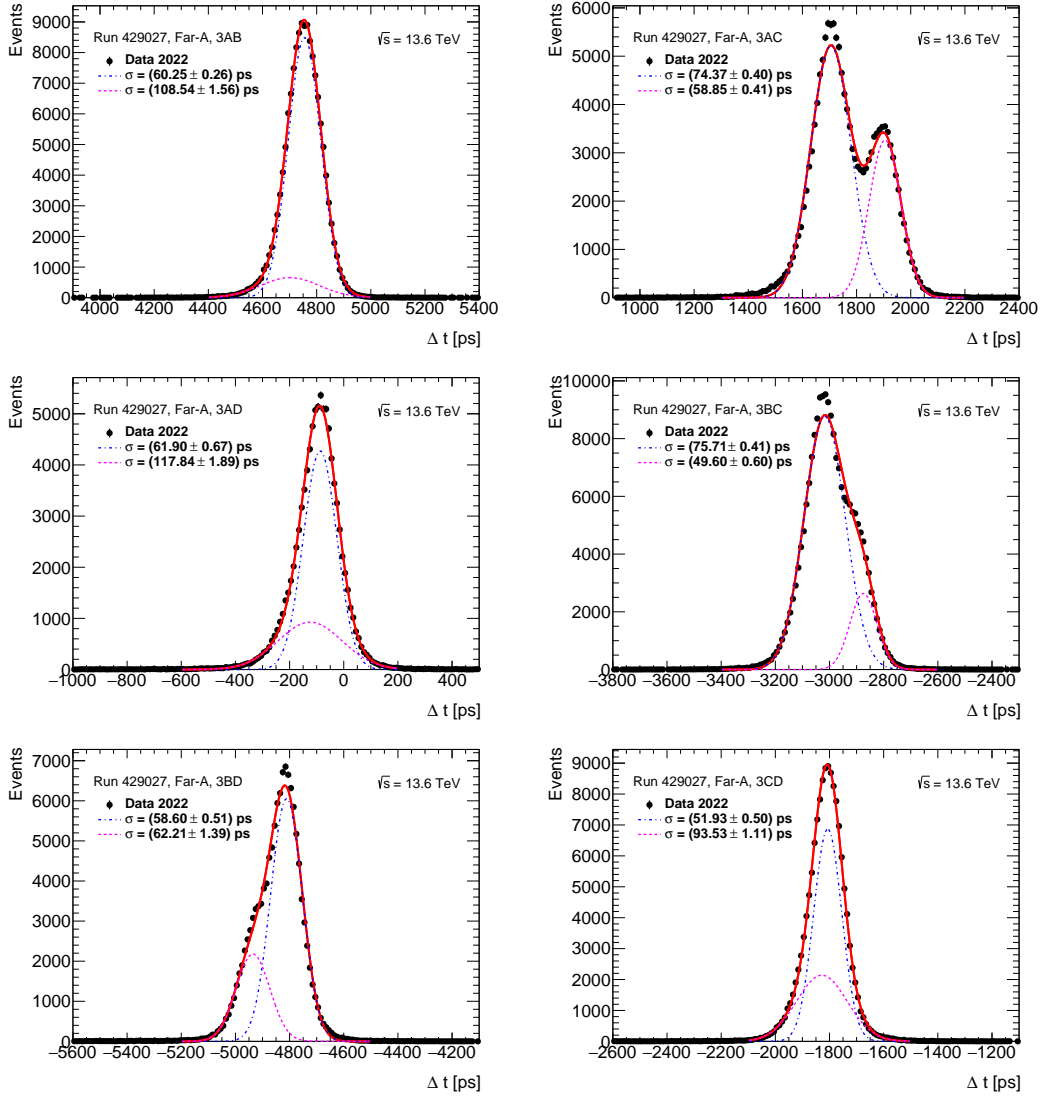 Events
9000
8000
7000
6000
5000
4000
3000
2000
1000
0
Run 429027, Far-A, 3AB
√s = 13.6 TeV
Data 2022
σ = (60.25 ± 0.26) ps
σ = (108.54 ± 1.56) ps
4000 4200 4400 4600 4800 5000 5200 5400
Δ t [ps]
Events
6000
5000
4000
3000
2000
1000
0
Run 429027, Far-A, 3AC
√s = 13.6 TeV
Data 2022
σ = (74.37 ± 0.40) ps
σ = (58.85 ± 0.41) ps
1000 1200 1400 1600 1800 2000 2200 2400
Δ t [ps]
Events
5000
4000
3000
2000
1000
0
Run 429027, Far-A, 3AD
√s = 13.6 TeV
Data 2022
σ = (61.90 ± 0.67) ps
σ = (117.84 ± 1.89) ps
−1000 −800 −600 −400 −200 0 200 400
Δ t [ps]
Events
10000
8000
6000
4000
2000
0
Run 429027, Far-A, 3BC
√s = 13.6 TeV
Data 2022
σ = (75.71 ± 0.41) ps
σ = (49.60 ± 0.60) ps
−3800 −3600 −3400 −3200 −3000 −2800 −2600 −2400
Δ t [ps]
Events
7000
6000
5000
4000
3000
2000
1000
0
Run 429027, Far-A, 3BD
√s = 13.6 TeV
Data 2022
σ = (58.60 ± 0.51) ps
σ = (62.21 ± 1.39) ps
−5600 −5400 −5200 −5000 −4800 −4600 −4400 −4200
Δ t [ps]
Events
9000
8000
7000
6000
5000
4000
3000
2000
1000
0
Run 429027, Far-A, 3CD
√s = 13.6 TeV
Data 2022
σ = (51.93 ± 0.50) ps
σ = (93.53 ± 1.11) ps
−2600 −2400 −2200 −2000 −1800 −1600 −1400 −1200
Δ t [ps]